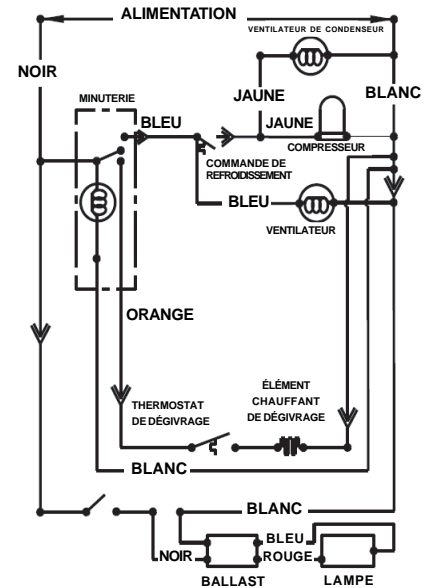 ALIMENTATION
VENTILATEUR DE CONDENSEUR
NOIR
JAUNE
BLANC
MINUTERIE
BLEU
JAUNE
COMPRESSEUR
COMMANDE DE
REFROIDISSEMENT
BLEU
VENTILATEUR
ORANGE
THERMOSTAT
DE DÉGIVRAGE
ÉLÉMENT
CHAUFFANT
DE DÉGIVRAGE
BLANC
BLANC
BLEU
NOIR
ROUGE
BALLAST
LAMPE